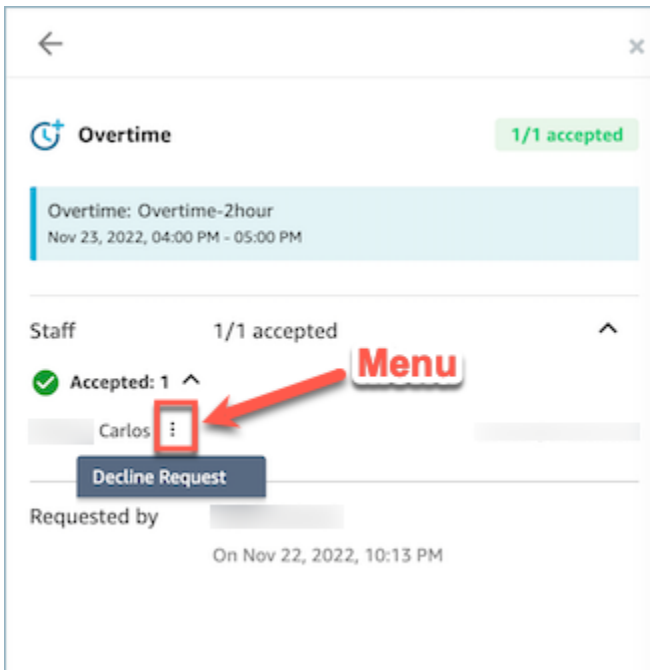 Overtime
1/1 accepted
Overtime: Overtime-2hour
Nov 23, 2022, 04:00 PM - 05:00 PM
Staff 1/1 accepted
Menu
Accepted: 1
Carlos
Decline Request
Requested by
On Nov 22, 2022, 10:13 PM